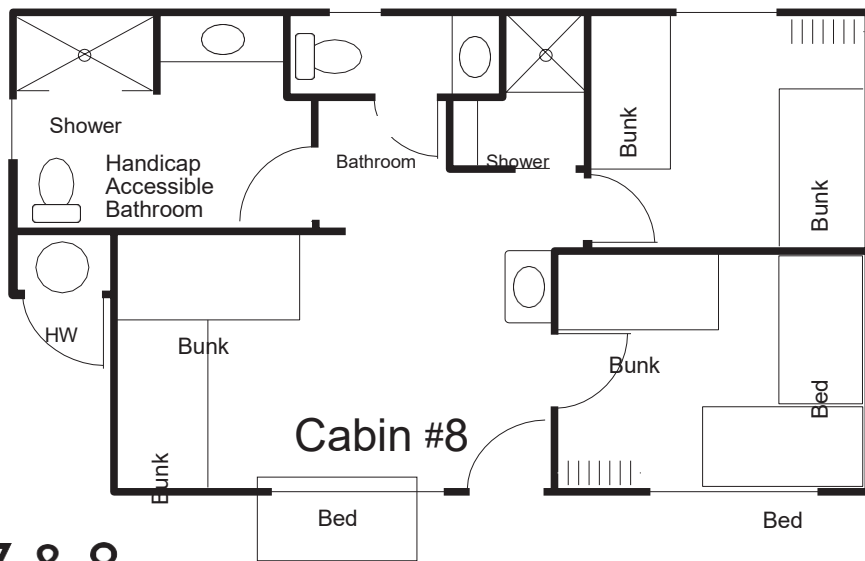 Shower
Handicap
Accessible
Bathroom
Bathroom
Shower
Bunk
Bunk
HW
Bunk
Bunk
Cabin #8
Bed
Bunk
Bed
Bed